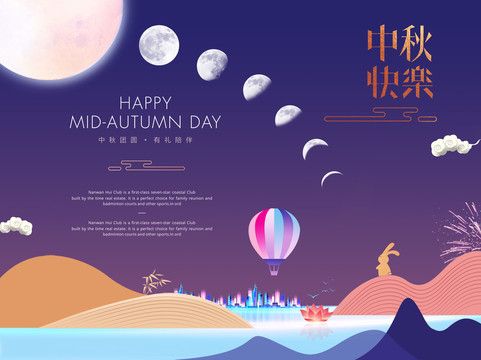 HAPPY
MID-AUTUMN DAY
中秋团圆·有礼陪伴
Nanwan Hui Club is a first-class seven-star coastal Club
built by the time real estate. It is a perfect choice for family reunion and
badminton courts and other sports,in ord
Nanwan Hui Club is a first-class seven-star coastal Club
built by the time real estate. It is a perfect choice for family reunion and
badminton courts and other sports,in ord
中秋
快樂